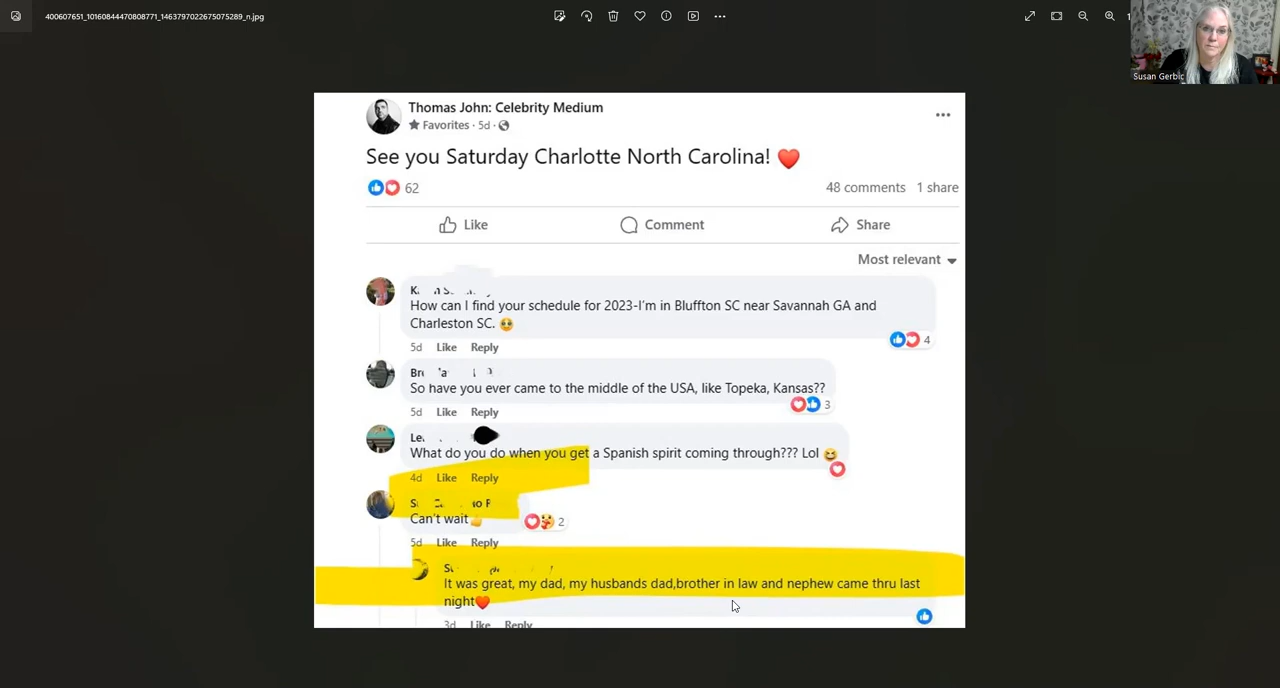 400607651_10160844470808771_1463797022675075289_n.jpg
Susan Gerbic
Thomas John: Celebrity Medium
Favorites · 5d ·
See you Saturday Charlotte North Carolina! ❤️
62
48 comments 1 share
Like Comment Share
Most relevant
How can I find your schedule for 2023-I'm in Bluffton SC near Savannah GA and
Charleston SC. 🥹
4
5d Like Reply
So have you ever came to the middle of the USA, like Topeka, Kansas??
3
5d Like Reply
What do you do when you get a Spanish spirit coming through??? Lol 😆
4d Like Reply
Can't wait
2
5d Like Reply
It was great, my dad, my husbands dad,brother in law and nephew came thru last
night❤️
3d Like Reply